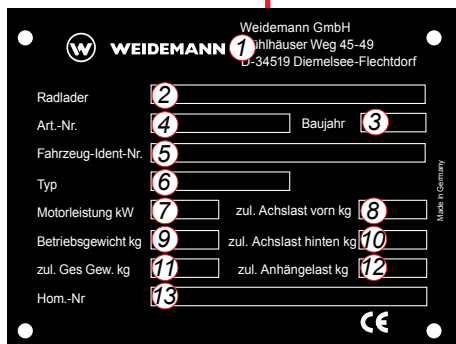 Weidemann GmbH
W WEIDEMANN 1 ühlhäuser Weg 45-49
D-34519 Diemelsee-Flechtdorf
Radlader 2
Art.-Nr. 4 Baujahr 3
Fahrzeug-Ident-Nr. 5
Typ 6
Motorleistung kW 7 zul. Achslast vorn kg 8
Betriebsgewicht kg 9 zul. Achslast hinten kg 10
zul. Ges Gew. kg 11 zul. Anhängelast kg 12
Hom.-Nr 13
Made in Germany
CE